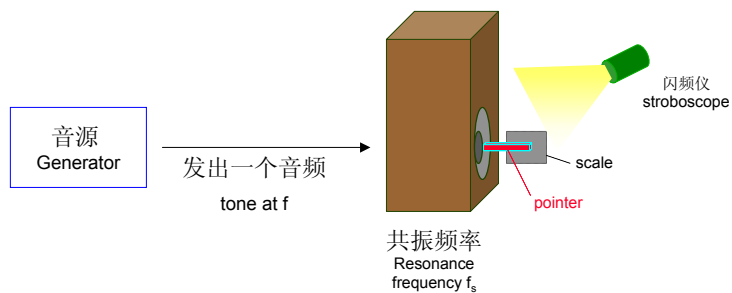 音源
Generator
发出一个音频
tone at f
闪频仪
stroboscope
scale
pointer
共振频率
Resonance
frequency fₛ